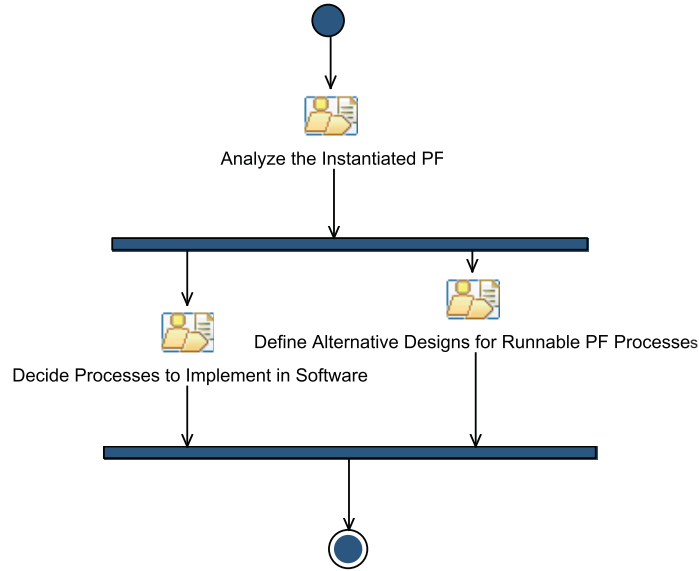 Analyze the Instantiated PF
Define Alternative Designs for Runnable PF Processes
Decide Processes to Implement in Software